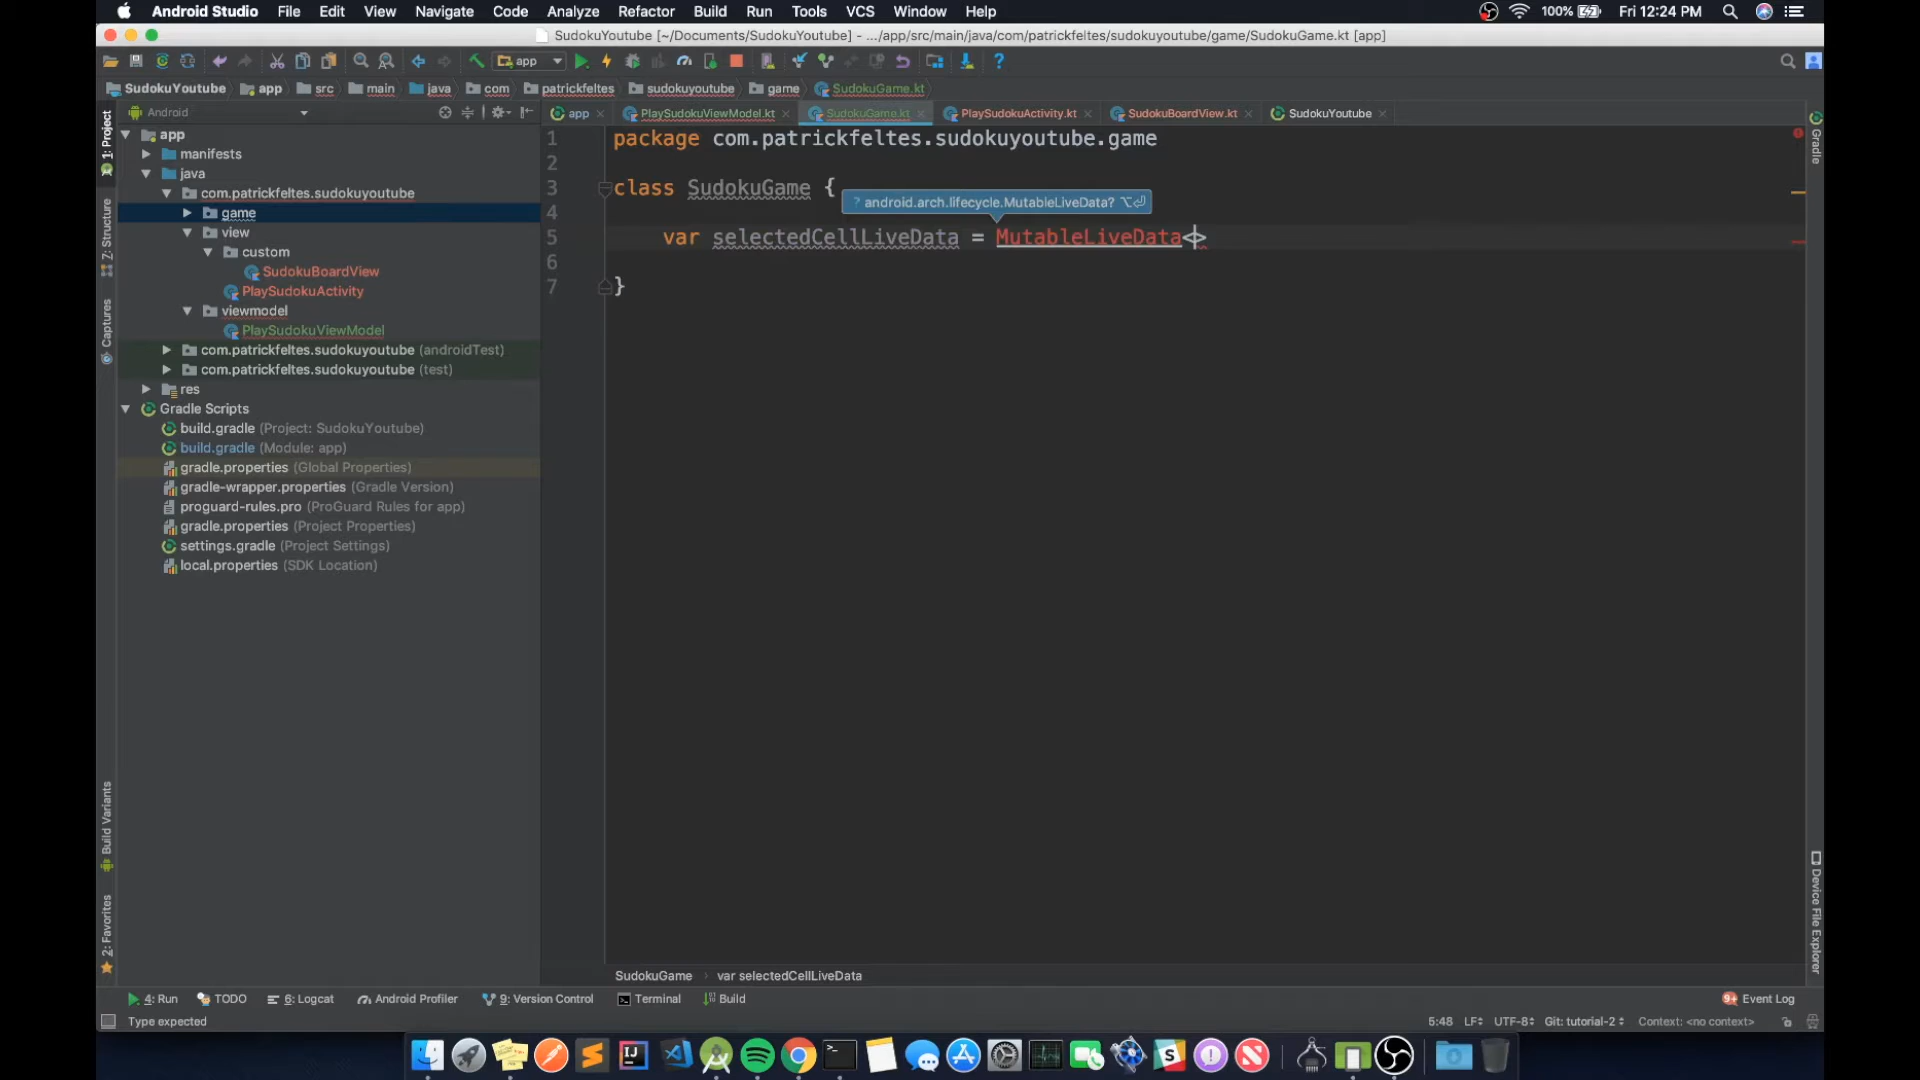 Android Studio File Edit View Navigate Code Analyze Refactor Build Run Tools VCS Window Help 100% Fri 12:24 PM
SudokuYoutube [~/Documents/SudokuYoutube] - .../app/src/main/java/com/patrickfeltes/sudokuyoutube/game/SudokuGame.kt [app]
app
SudokuYoutube app src main java com patrickfeltes sudokuyoutube game SudokuGame.kt
Android
app PlaySudokuViewModel.kt SudokuGame.kt PlaySudokuActivity.kt SudokuBoardView.kt SudokuYoutube
1: Project
Z: Structure
Captures
Build Variants
2: Favorites
app
manifests
java
com.patrickfeltes.sudokuyoutube
game
view
custom
SudokuBoardView
PlaySudokuActivity
viewmodel
PlaySudokuViewModel
com.patrickfeltes.sudokuyoutube (androidTest)
com.patrickfeltes.sudokuyoutube (test)
res
Gradle Scripts
build.gradle (Project: SudokuYoutube)
build.gradle (Module: app)
gradle.properties (Global Properties)
gradle-wrapper.properties (Gradle Version)
proguard-rules.pro (ProGuard Rules for app)
gradle.properties (Project Properties)
settings.gradle (Project Settings)
local.properties (SDK Location)
1 package com.patrickfeltes.sudokuyoutube.game
2
3 class SudokuGame {
? android.arch.lifecycle.MutableLiveData? ⌥⏎
4
5 var selectedCellLiveData = MutableLiveData<>
6
7 }
Gradle
Device File Explorer
SudokuGame › var selectedCellLiveData
4: Run TODO 6: Logcat Android Profiler 9: Version Control Terminal Build 9+ Event Log
Type expected 5:48 LF UTF-8 Git: tutorial-2 Context: <no context>